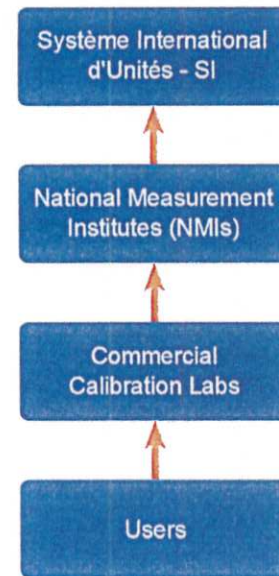 Système International
d'Unités - SI
National Measurement
Institutes (NMIs)
Commercial
Calibration Labs
Users